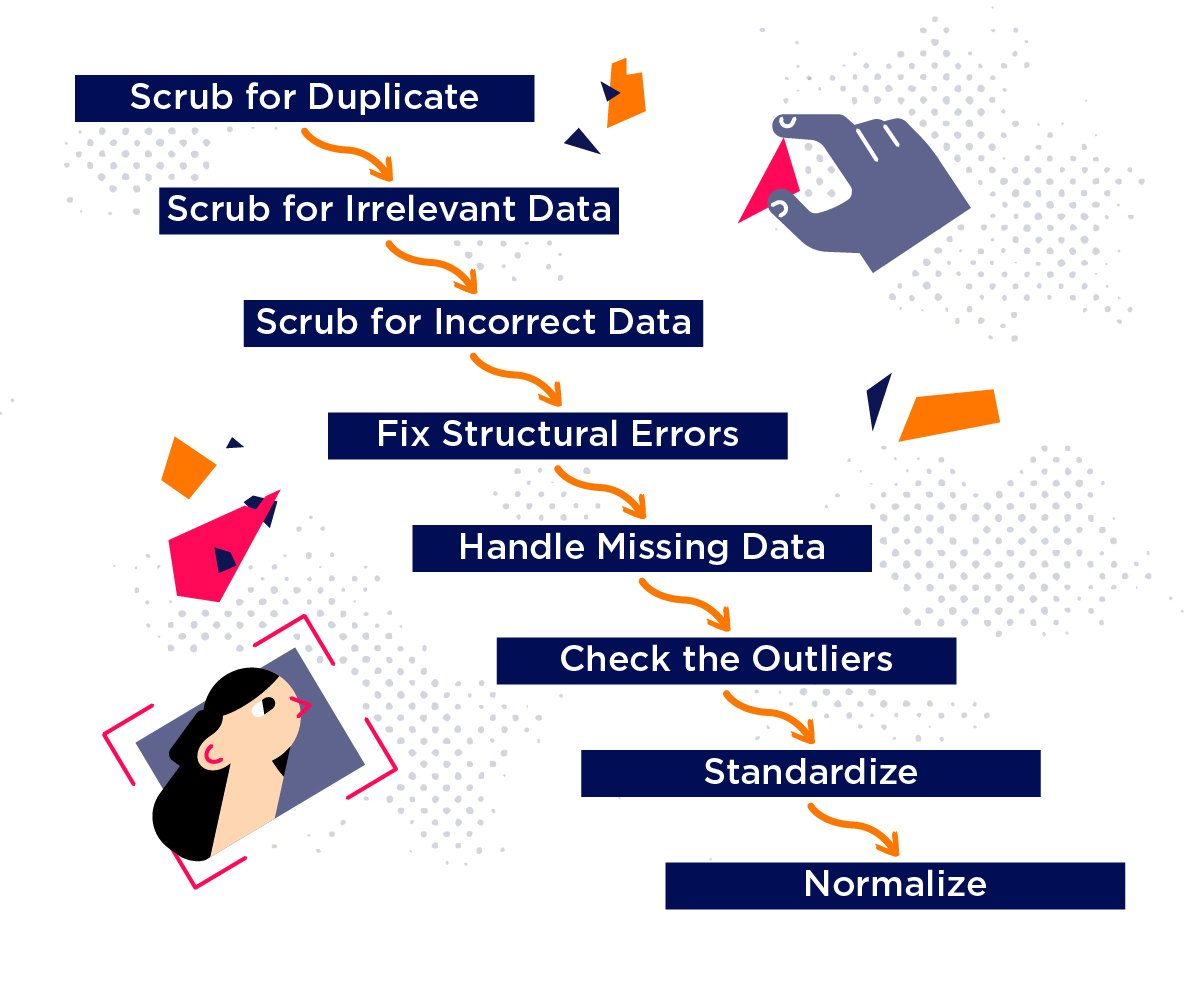 Scrub for Duplicate
Scrub for Irrelevant Data
Scrub for Incorrect Data
Fix Structural Errors
Handle Missing Data
Check the Outliers
Standardize
Normalize